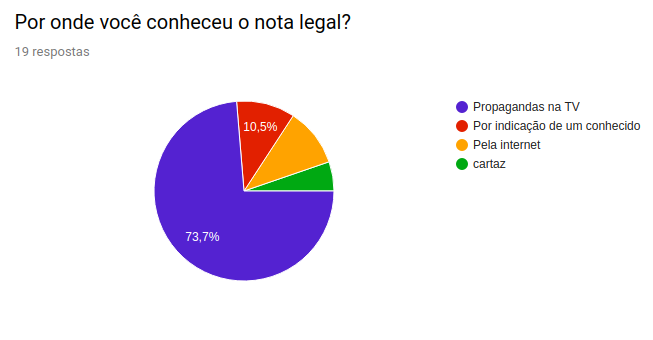 Por onde você conheceu o nota legal?
19 respostas
Propagandas na TV
Por indicação de um conhecido
Pela internet
cartaz
10,5%
73,7%